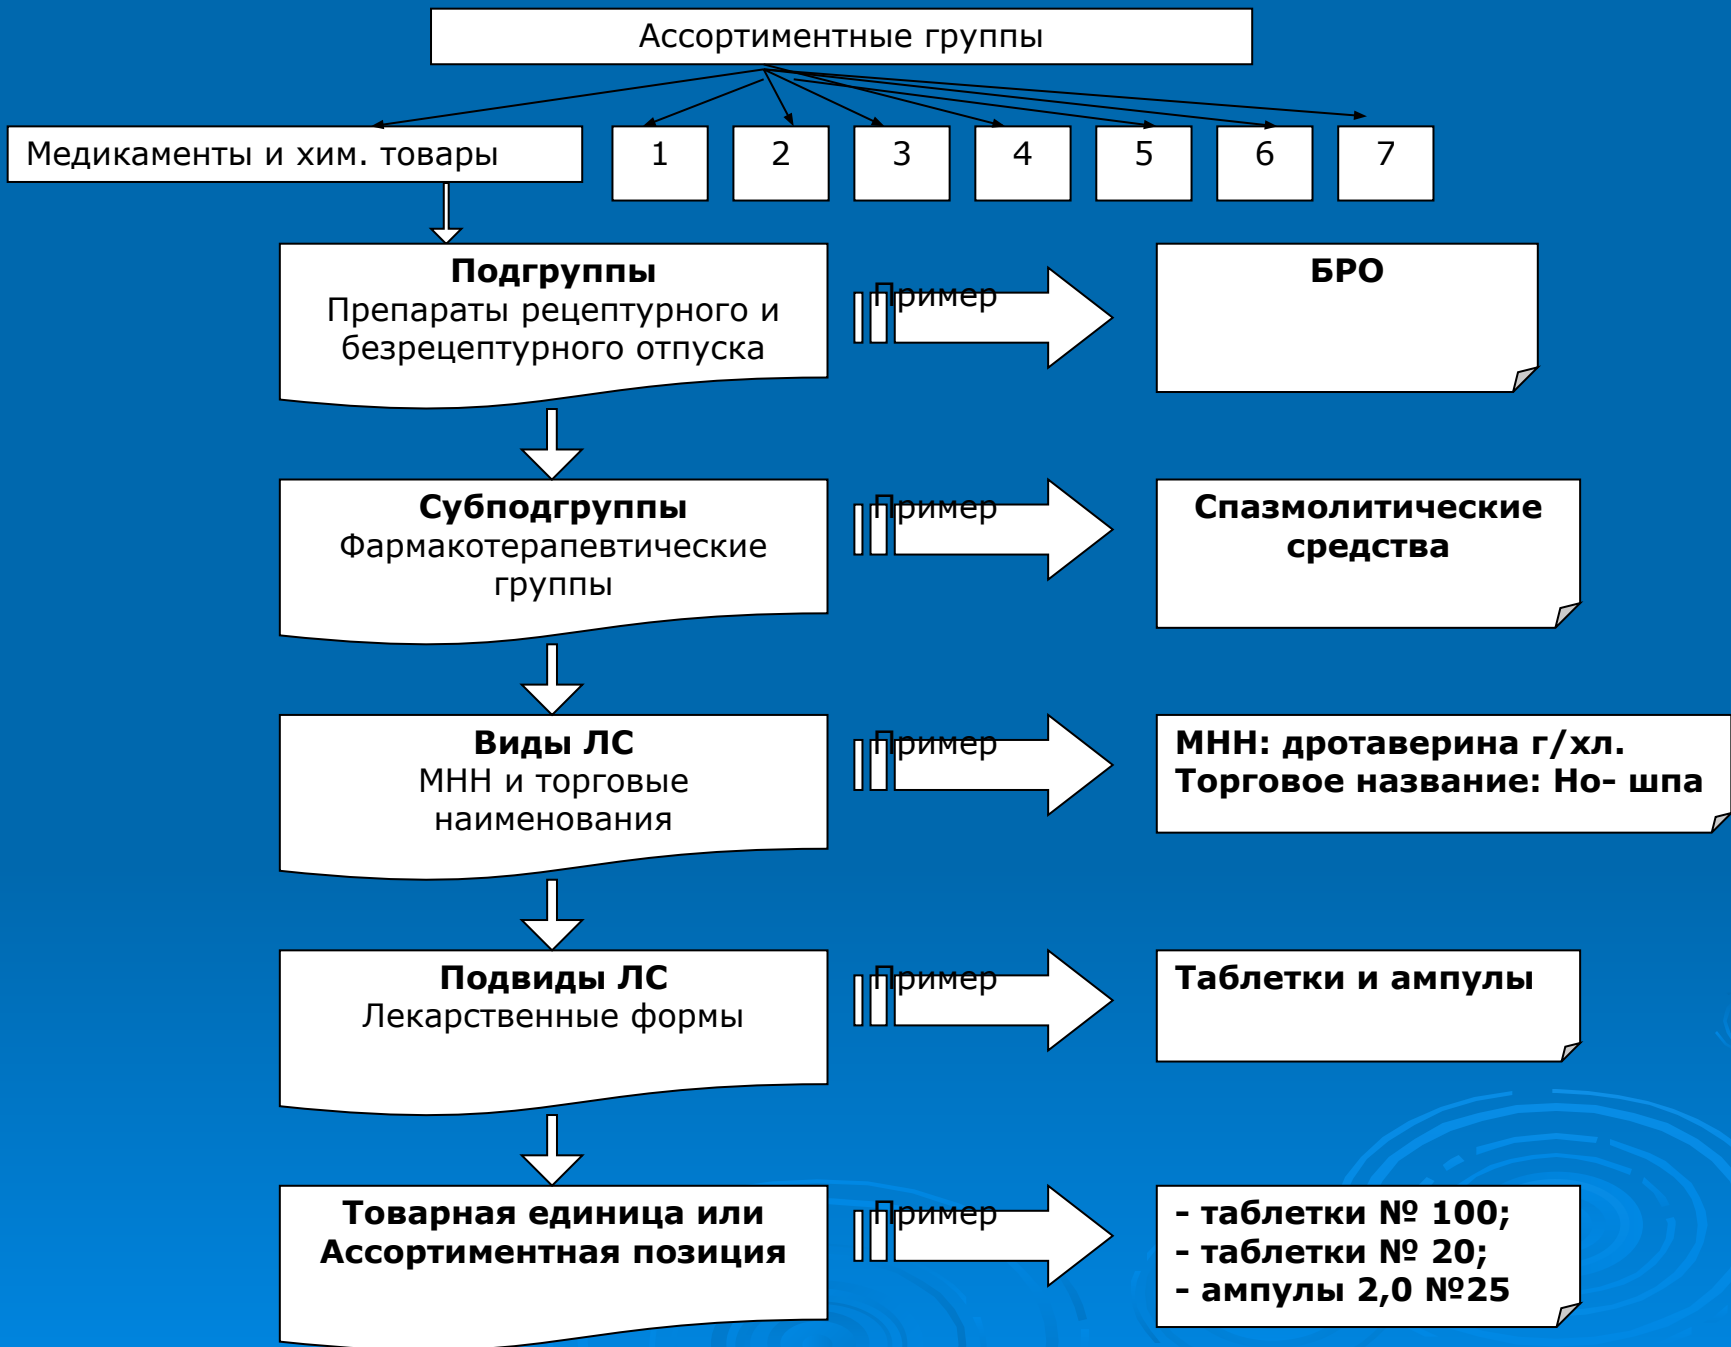 Ассортиментные группы
Медикаменты и хим. товары
1
2
3
4
5
6
7
Подгруппы
Препараты рецептурного и
безрецептурного отпуска
Пример
БРО
Субподгруппы
Фармакотерапевтические
группы
Пример
Спазмолитические
средства
Виды ЛС
МНН и торговые
наименования
Пример
МНН: дротаверина г/хл.
Торговое название: Но- шпа
Подвиды ЛС
Лекарственные формы
Пример
Таблетки и ампулы
Товарная единица или
Ассортиментная позиция
Пример
- таблетки № 100;
- таблетки № 20;
- ампулы 2,0 №25